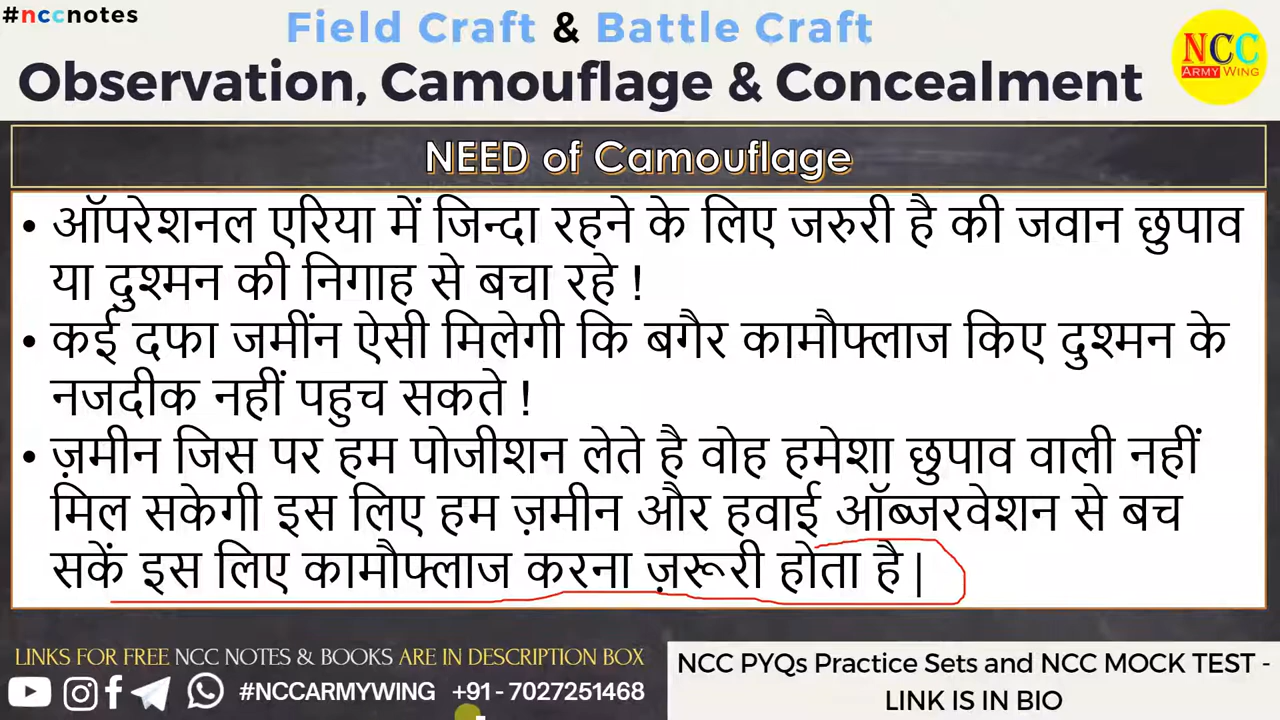 #nccnotes
Field Craft & Battle Craft
Observation, Camouflage & Concealment
NCC
ARMY WING
NEED of Camouflage
• ऑपरेशनल एरिया में जिन्दा रहने के लिए जरुरी है की जवान छुपाव
या दुश्मन की निगाह से बचा रहे !
• कई दफा जमींन ऐसी मिलेगी कि बगैर कामौफ्लाज किए दुश्मन के
नजदीक नहीं पहुच सकते !
• ज़मीन जिस पर हम पोजीशन लेते है वोह हमेशा छुपाव वाली नहीं
मिल सकेगी इस लिए हम ज़मीन और हवाई ऑब्जरवेशन से बच
सकें इस लिए कामौफ्लाज करना ज़रूरी होता है|
LINKS FOR FREE NCC NOTES & BOOKS ARE IN DESCRIPTION BOX
#NCCARMYWING +91 - 7027251468
NCC PYQs Practice Sets and NCC MOCK TEST -
LINK IS IN BIO